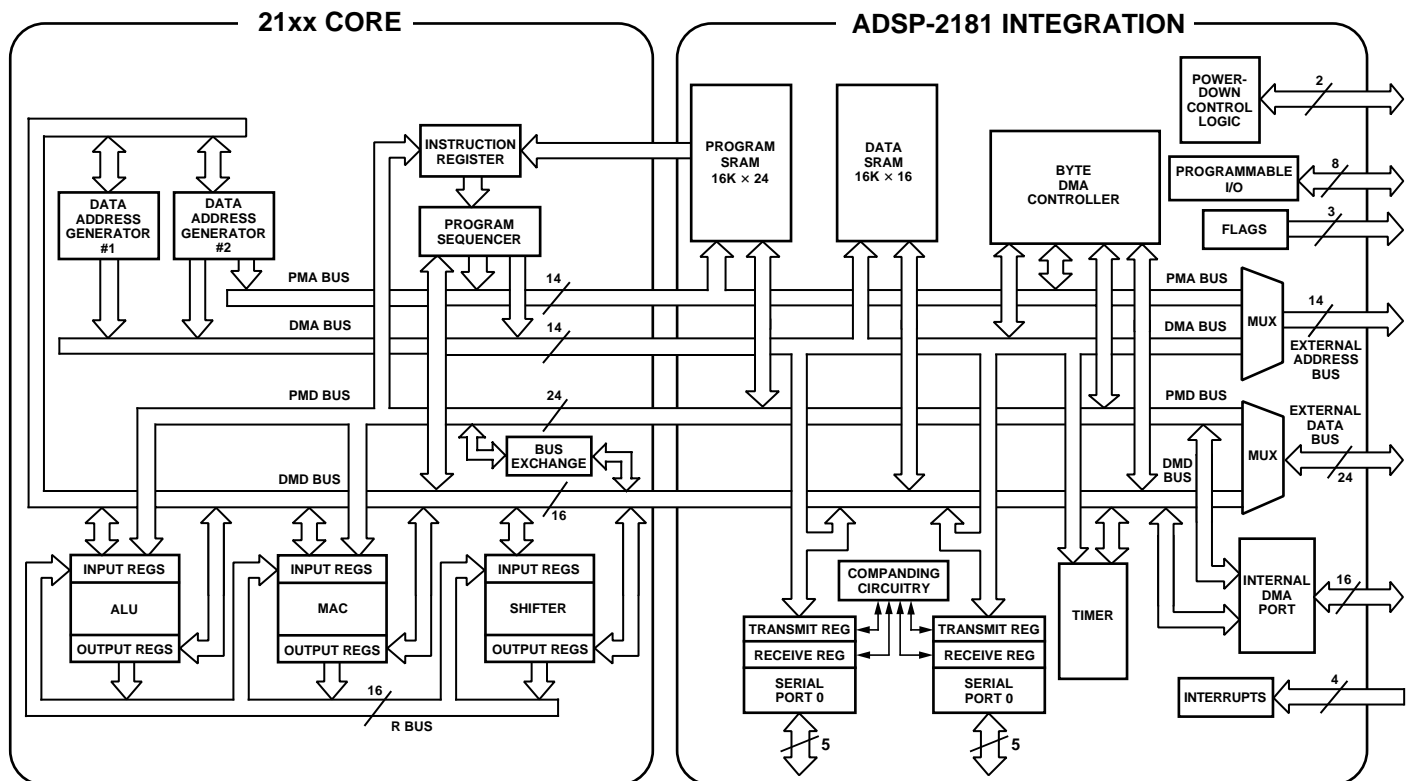 21xx CORE
ADSP-2181 INTEGRATION
POWER-
DOWN
CONTROL
LOGIC
2
INSTRUCTION
REGISTER
PROGRAM
SRAM
16K × 24
DATA
SRAM
16K × 16
BYTE
DMA
CONTROLLER
PROGRAMMABLE
I/O
8
DATA
ADDRESS
GENERATOR
#1
DATA
ADDRESS
GENERATOR
#2
PROGRAM
SEQUENCER
FLAGS
3
PMA BUS
14
PMA BUS
DMA BUS
14
DMA BUS
MUX
14
EXTERNAL
ADDRESS
BUS
PMD BUS
24
PMD BUS
EXTERNAL
DATA
BUS
BUS
EXCHANGE
DMD BUS
16
DMD
BUS
MUX
24
INPUT REGS
ALU
OUTPUT REGS
INPUT REGS
MAC
OUTPUT REGS
INPUT REGS
SHIFTER
OUTPUT REGS
16
R BUS
COMPANDING
CIRCUITRY
TRANSMIT REG
RECEIVE REG
SERIAL
PORT 0
5
TRANSMIT REG
RECEIVE REG
SERIAL
PORT 0
5
TIMER
INTERNAL
DMA
PORT
16
INTERRUPTS
4